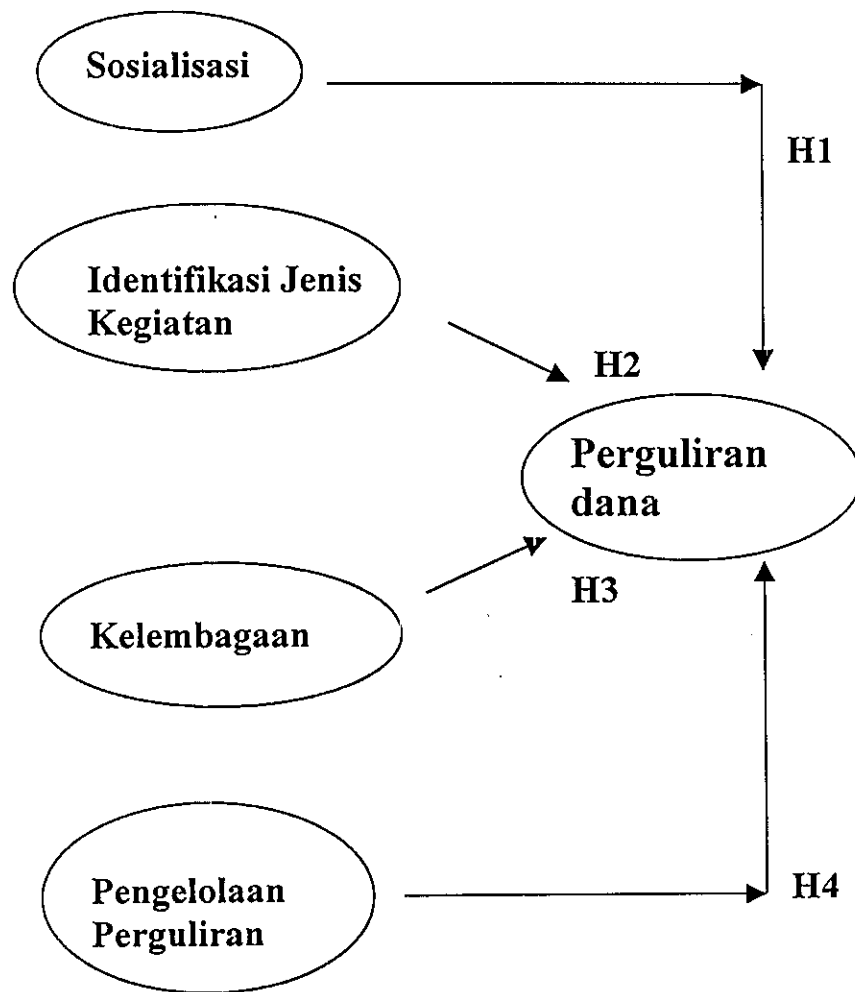 Sosialisasi
H1
Identifikasi Jenis
Kegiatan
H2
Perguliran
dana
H3
Kelembagaan
Pengelolaan
Perguliran
H4